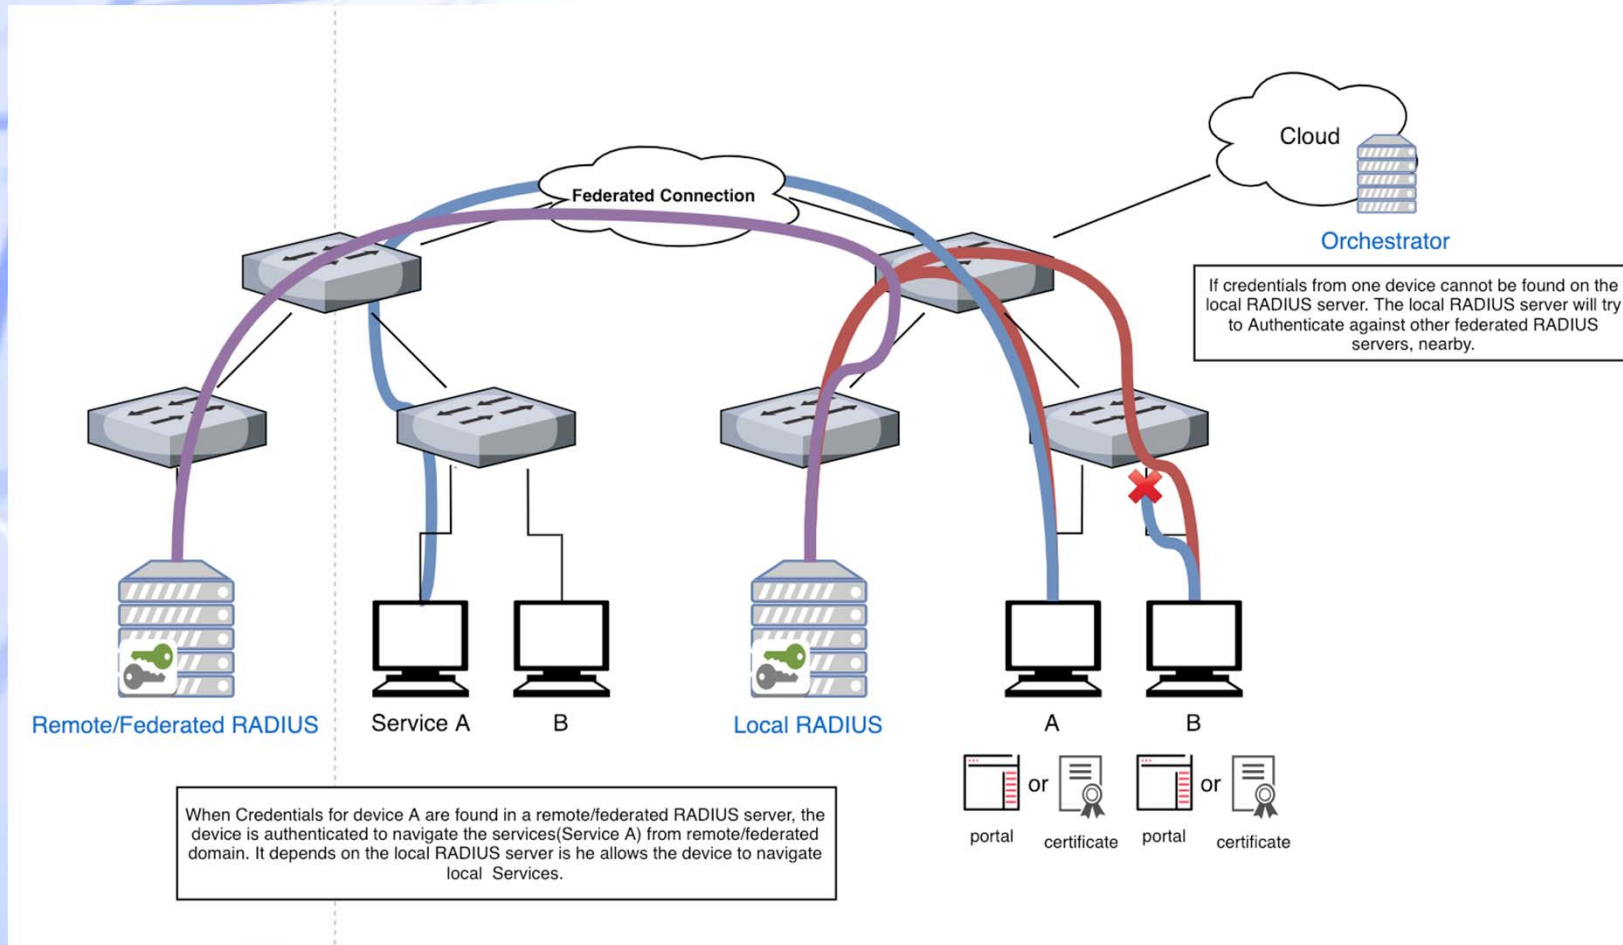 Cloud
Federated Connection
Orchestrator
If credentials from one device cannot be found on the
local RADIUS server. The local RADIUS server will try
to Authenticate against other federated RADIUS
servers, nearby.
Remote/Federated RADIUS
Service A
B
Local RADIUS
A
B
or
or
portal
certificate
portal
certificate
When Credentials for device A are found in a remote/federated RADIUS server, the
device is authenticated to navigate the services(Service A) from remote/federated
domain. It depends on the local RADIUS server is he allows the device to navigate
local Services.